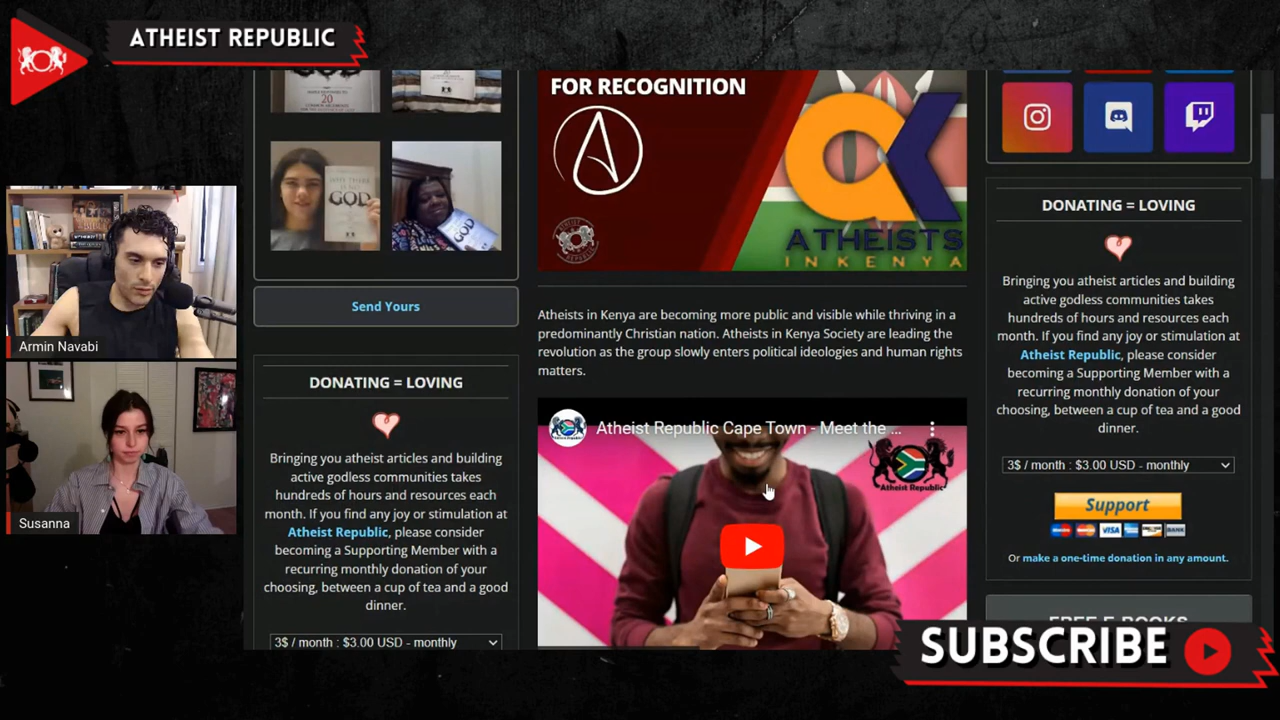 ATHEIST REPUBLIC
Armin Navabi
Susanna
GOD
20
GOD
GOD
Send Yours
DONATING = LOVING
Bringing you atheist articles and building
active godless communities takes
hundreds of hours and resources each
month. If you find any joy or stimulation at
Atheist Republic, please consider
becoming a Supporting Member with a
recurring monthly donation of your
choosing, between a cup of tea and a good
dinner.
3$ / month : $3.00 USD - monthly
FOR RECOGNITION
ATHEISTS
IN KENYA
Atheists in Kenya are becoming more public and visible while thriving in a
predominantly Christian nation. Atheists in Kenya Society are leading the
revolution as the group slowly enters political ideologies and human rights
matters.
Atheist Republic Cape Town - Meet the ...
Atheist Republic
DONATING = LOVING
Bringing you atheist articles and building
active godless communities takes
hundreds of hours and resources each
month. If you find any joy or stimulation at
Atheist Republic, please consider
becoming a Supporting Member with a
recurring monthly donation of your
choosing, between a cup of tea and a good
dinner.
3$ / month : $3.00 USD - monthly
Support
VISA
BANK
Or make a one-time donation in any amount.
FREE E-BOOKS
SUBSCRIBE